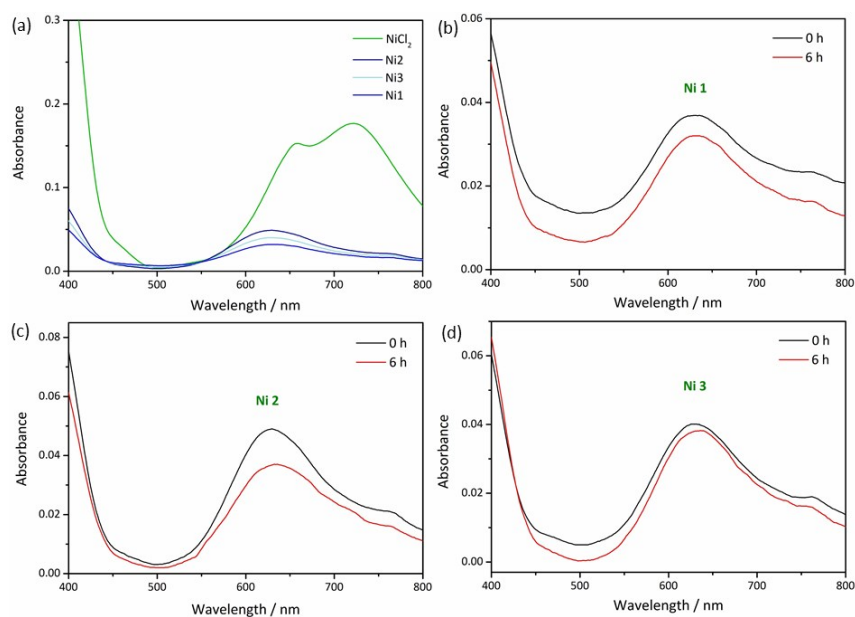 (a)
0.3
0.2
0.1
0.0
Absorbance
NiCl₂
Ni2
Ni3
Ni1
400 500 600 700 800
Wavelength / nm
(b)
0.06
0.04
0.02
0.00
Absorbance
0 h
6 h
Ni 1
400 500 600 700 800
Wavelength / nm
(c)
0.08
0.06
0.04
0.02
0.00
Absorbance
0 h
6 h
Ni 2
400 500 600 700 800
Wavelength / nm
(d)
0.06
0.04
0.02
0.00
Absorbance
0 h
6 h
Ni 3
400 500 600 700 800
Wavelength / nm